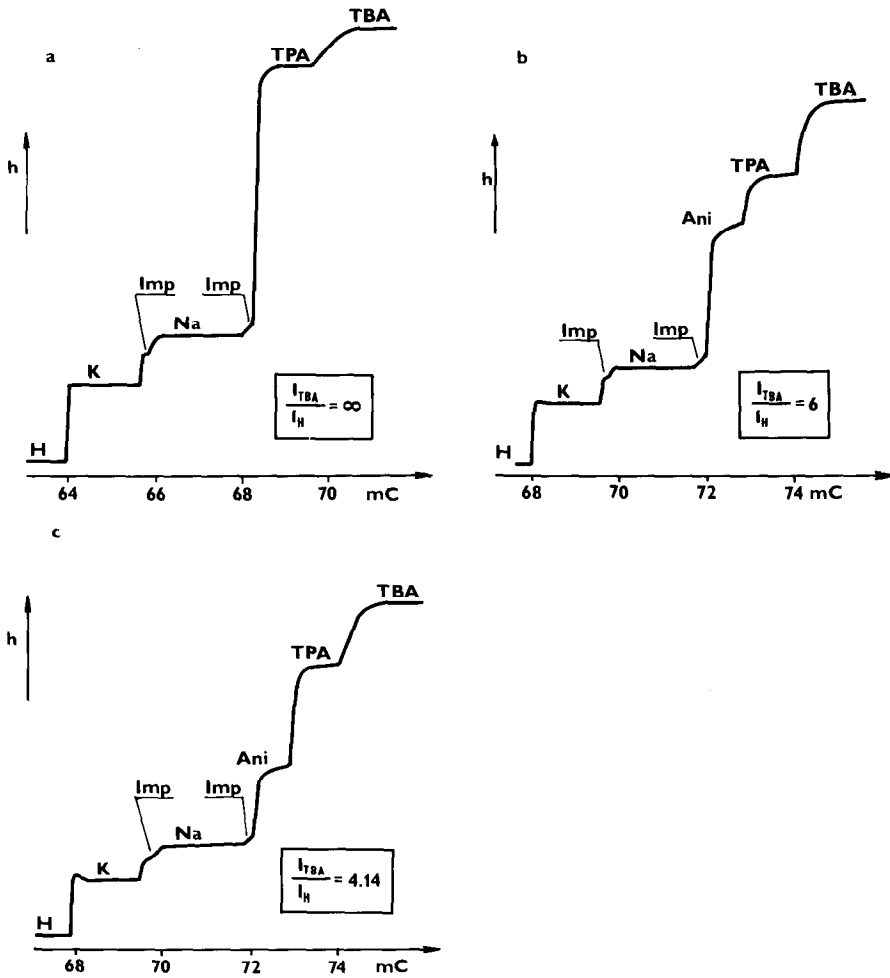 a
TBA
TPA
h
Imp
Imp
Na
K
H
I_TBA / I_H = ∞
64 66 68 70 mC
b
TBA
TPA
Ani
h
Imp
Imp
Na
K
H
I_TBA / I_H = 6
68 70 72 74 mC
c
TBA
TPA
h
Ani
Imp
Imp
Na
K
H
I_TBA / I_H = 4.14
68 70 72 74 mC